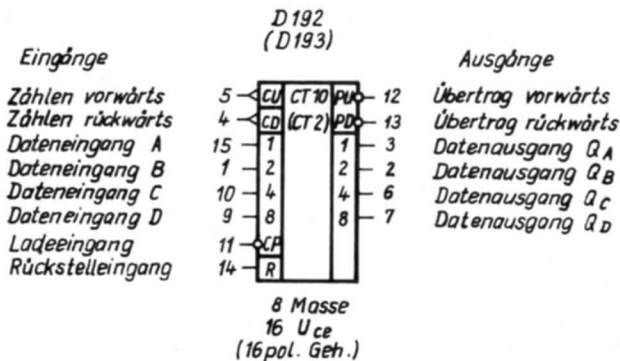 D192
(D193)
Eingänge
Ausgänge
Zählen vorwärts 5 CU CT10 PU 12 Übertrag vorwärts
Zählen rückwärts 4 CD (CT2) PD 13 Übertrag rückwärts
Dateneingang A 15 1 1 3 Datenausgang QA
Dateneingang B 1 2 2 2 Datenausgang QB
Dateneingang C 10 4 4 6 Datenausgang QC
Dateneingang D 9 8 8 7 Datenausgang QD
Ladeeingang 11 CP
Rückstelleingang 14 R
8 Masse
16 Uce
(16pol. Geh.)